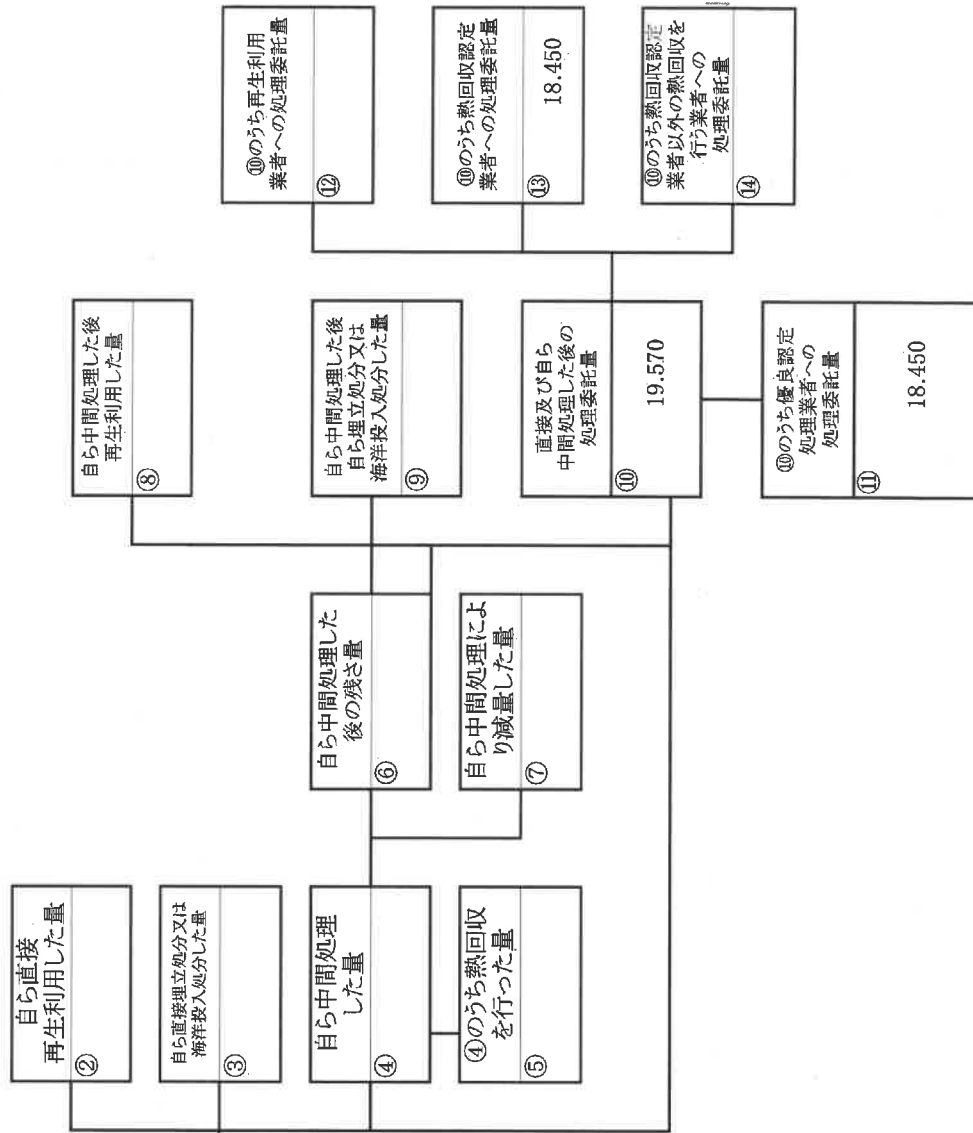 自ら直接
再生利用した量
②
自ら直接埋立処分又は
海洋投入処分した量
③
自ら中間処理
した量
④
④のうち熱回収
を行った量
⑤
自ら中間処理した
後の残さ量
⑥
自ら中間処理によ
り減量した量
⑦
自ら中間処理した後
再生利用した量
⑧
自ら中間処理した後
自ら埋立処分又は
海洋投入処分した量
⑨
直接及び自ら
中間処理した後の
処理委託量
⑩
19.570
⑩のうち優良認定
処理業者への
処理委託量
⑪
18.450
⑩のうち再生利用
業者への処理委託量
⑫
⑩のうち熱回収認定
業者への処理委託量
⑬
18.450
⑩のうち熱回収認定
業者以外の熱回収を
行う業者への
処理委託量
⑭